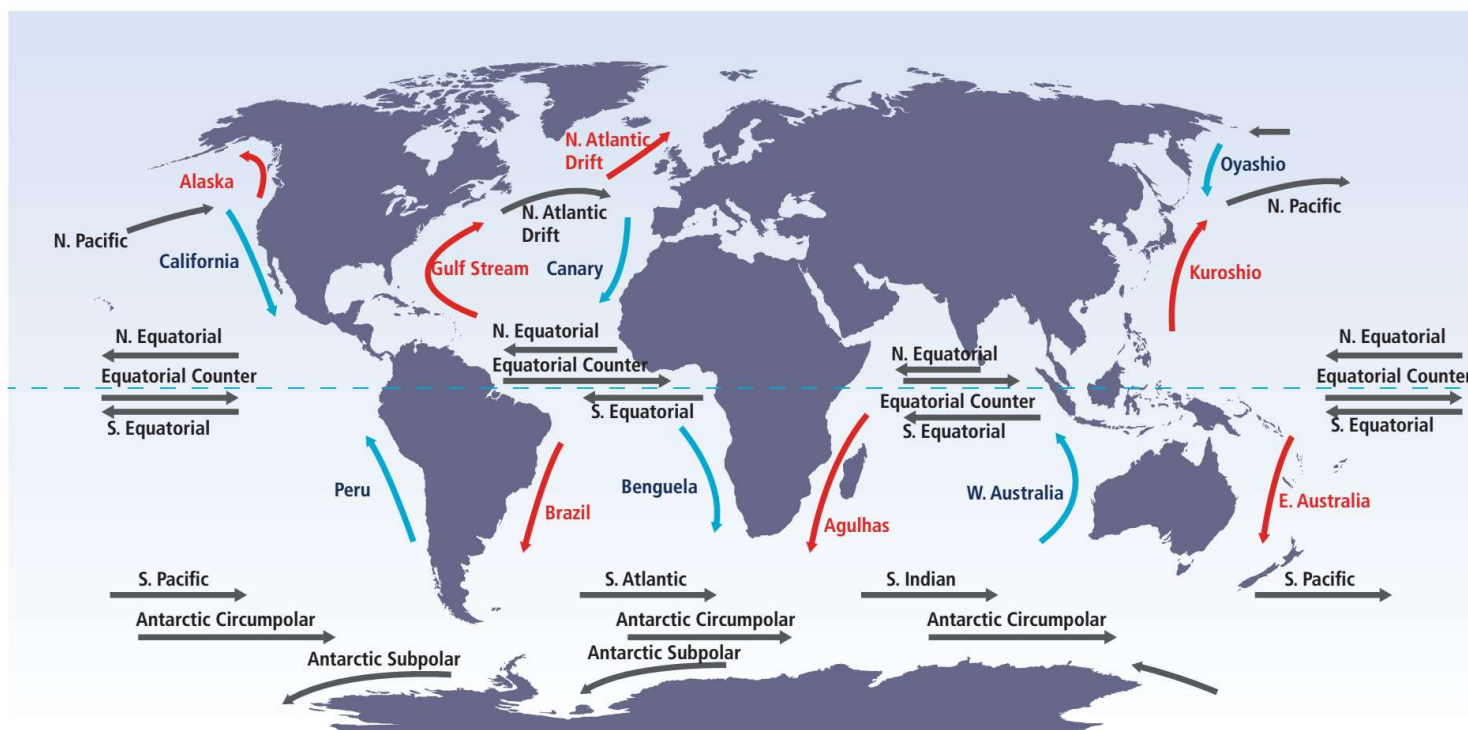 N. Atlantic
Drift
Oyashio
Alaska
N. Pacific
N. Atlantic
Drift
N. Pacific
California
Gulf Stream
Canary
Kuroshio
N. Equatorial
Equatorial Counter
S. Equatorial
N. Equatorial
Equatorial Counter
S. Equatorial
N. Equatorial
Equatorial Counter
S. Equatorial
N. Equatorial
Equatorial Counter
S. Equatorial
Peru
Brazil
Benguela
Agulhas
W. Australia
E. Australia
S. Pacific
S. Atlantic
S. Indian
S. Pacific
Antarctic Circumpolar
Antarctic Circumpolar
Antarctic Circumpolar
Antarctic Subpolar
Antarctic Subpolar